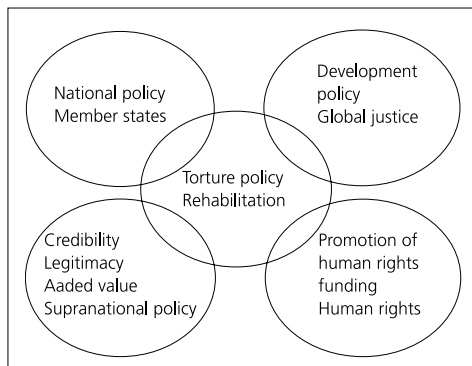 National policy
Member states
Development
policy
Global justice
Torture policy
Rehabilitation
Credibility
Legitimacy
Aaded value
Supranational policy
Promotion of
human rights
funding
Human rights